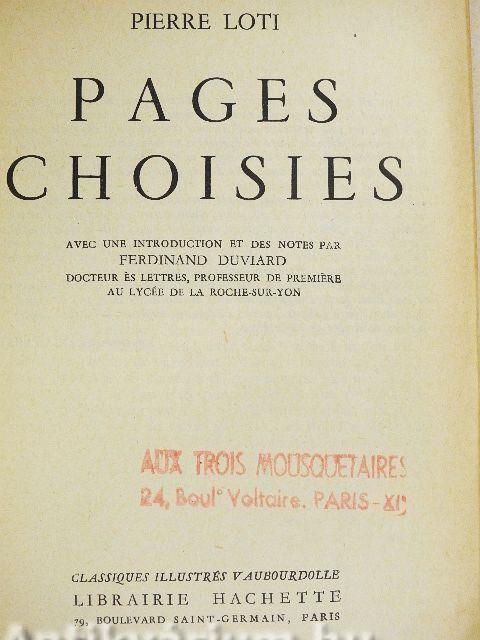 PIERRE LOTI
PAGES
CHOISIES
AVEC UNE INTRODUCTION ET DES NOTES PAR
FERDINAND DUVIARD
DOCTEUR ÈS LETTRES, PROFESSEUR DE PREMIÈRE
AU LYCÉE DE LA ROCHE-SUR-YON
AUX TROIS MOUSQUETAIRES
24, Boulᵈ Voltaire. PARIS - XIᵉ
CLASSIQUES ILLUSTRÉS VAUBOURDOLLE
LIBRAIRIE HACHETTE
79, BOULEVARD SAINT-GERMAIN, PARIS